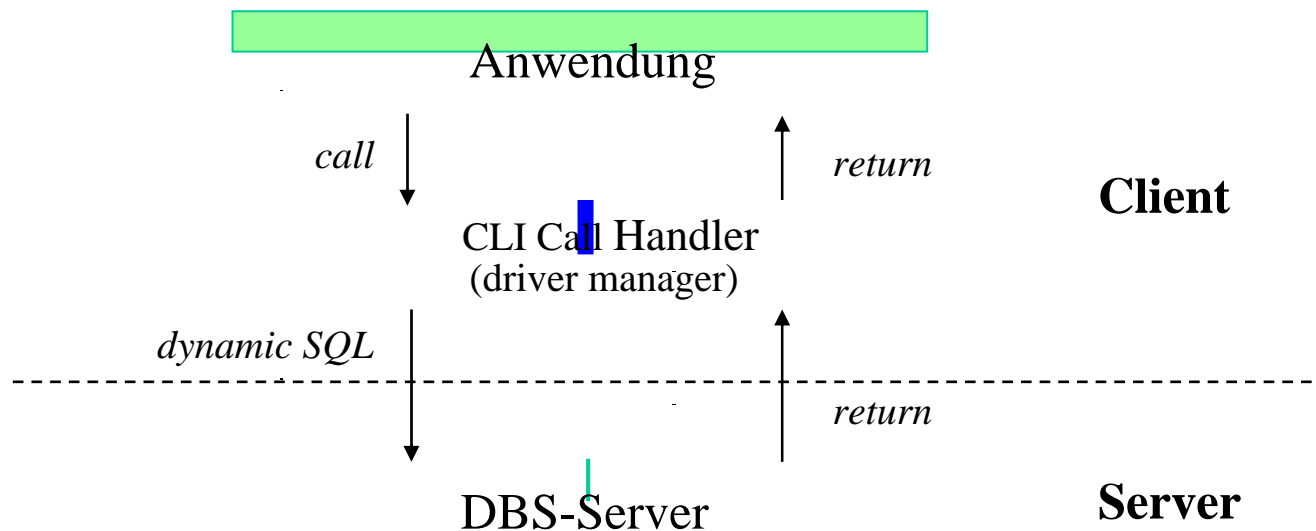 Anwendung
call
return
Client
CLI Call Handler
(driver manager)
dynamic SQL
return
DBS-Server
Server